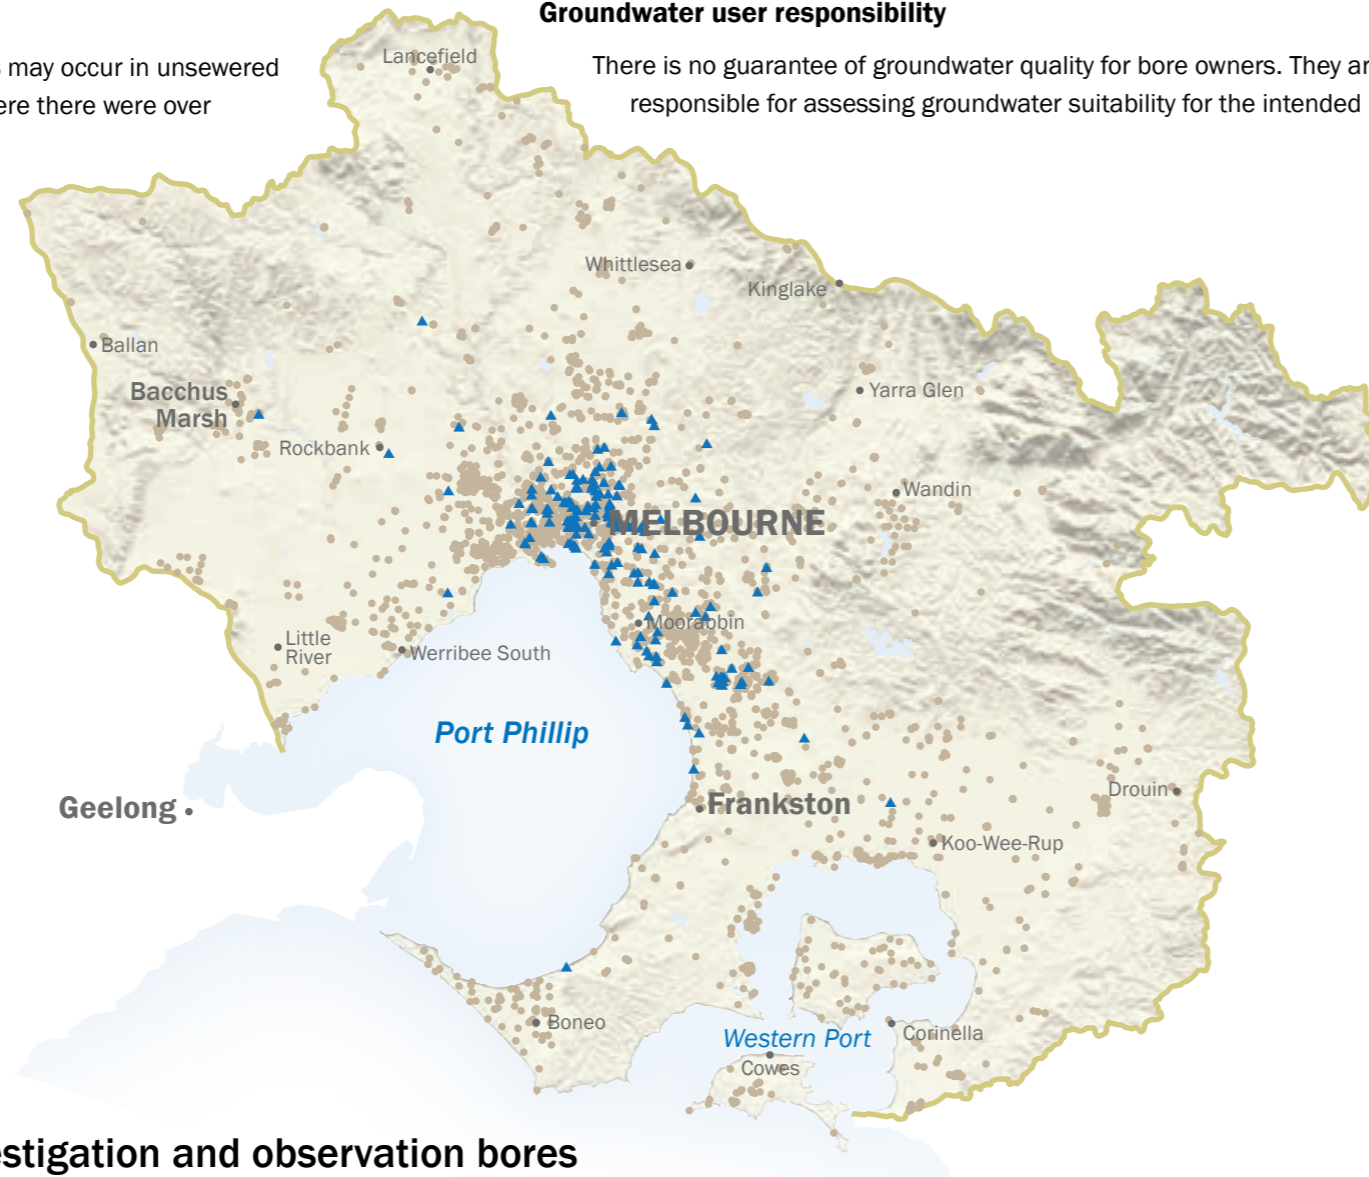 Groundwater user responsibility
may occur in unsewered
ere there were over
There is no guarantee of groundwater quality for bore owners. They ar
responsible for assessing groundwater suitability for the intended
Lancefield
Whittlesea
Kinglake
Ballan
Bacchus
Marsh
Yarra Glen
Rockbank
Wandin
MELBOURNE
Moorabbin
Little
River
Werribee South
Port Phillip
Geelong
Frankston
Drouin
Koo-Wee-Rup
Boneo
Western Port
Corinella
Cowes
estigation and observation bores